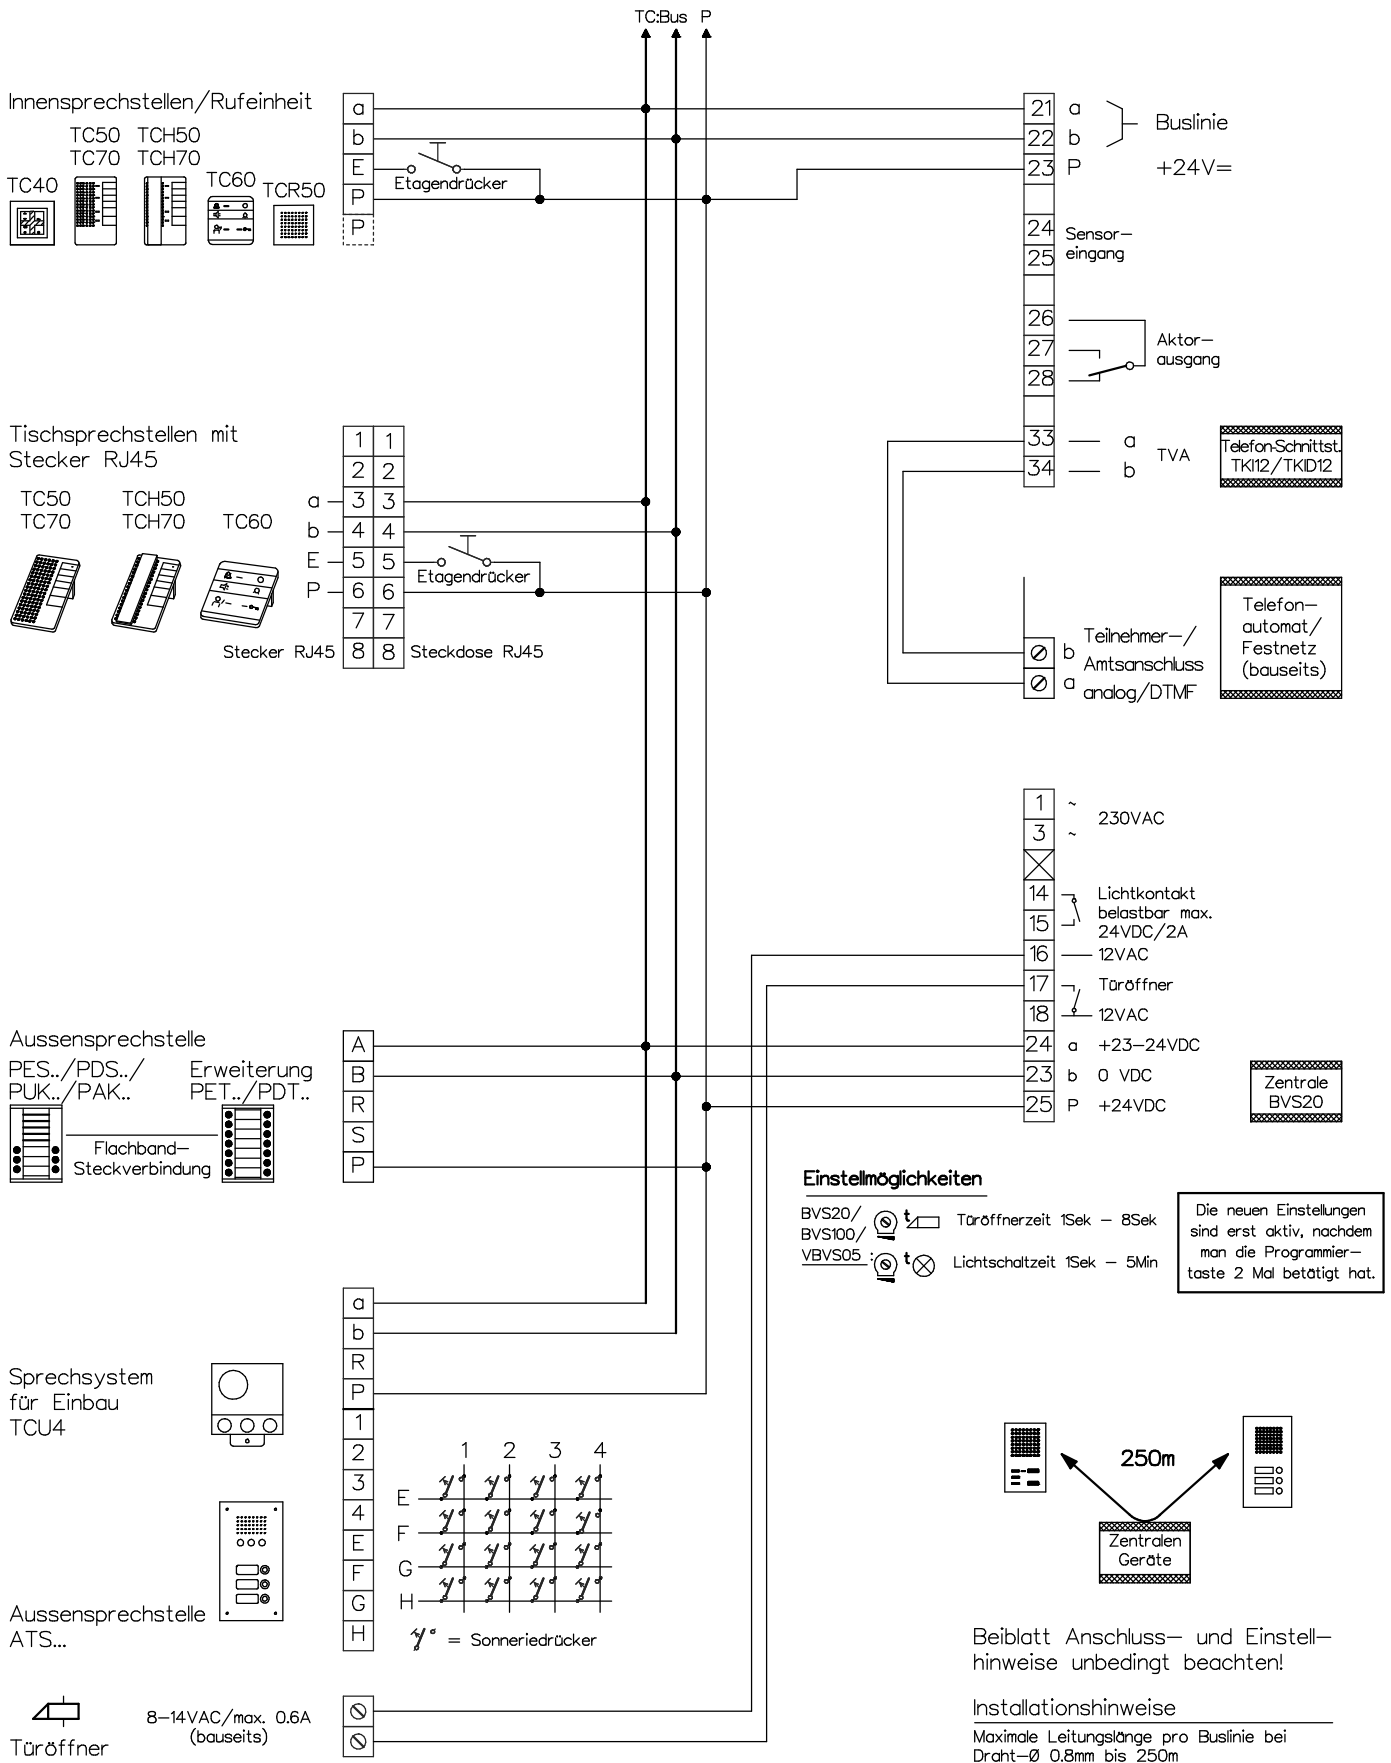 TC:Bus P
Innensprechstellen/Rufeinheit
TC50 TCH50
TC70 TCH70
TC40
TC60
TCR50
a
b
E
P
P
Etagendrücker
21 a
22 b
23 P
Buslinie
+24V=
24
25
Sensor–
eingang
26
27
28
Aktor–
ausgang
33 a
34 b
TVA
Telefon-Schnittst.
TKI12/TKID12
Tischsprechstellen mit
Stecker RJ45
TC50 TCH50
TC70 TCH70 TC60
1 1
2 2
a 3 3
b 4 4
E 5 5
P 6 6
7 7
Stecker RJ45 8 8 Steckdose RJ45
Etagendrücker
b
a
Teilnehmer–/
Amtsanschluss
analog/DTMF
Telefon–
automat/
Festnetz
(bauseits)
1 ~
3 ~
230VAC
14
15
Lichtkontakt
belastbar max.
24VDC/2A
16 12VAC
17 Türöffner
18 12VAC
24 a +23–24VDC
23 b 0 VDC
25 P +24VDC
Zentrale
BVS20
Aussensprechstelle
PES../PDS../
PUK../PAK..
Erweiterung
PET../PDT..
Flachband–
Steckverbindung
A
B
R
S
P
Einstellmöglichkeiten
BVS20/
BVS100/
VBVS05 :
t Türöffnerzeit 1Sek – 8Sek
t Lichtschaltzeit 1Sek – 5Min
Die neuen Einstellungen
sind erst aktiv, nachdem
man die Programmier–
taste 2 Mal betätigt hat.
Sprechsystem
für Einbau
TCU4
a
b
R
P
1
2
3
4
E
F
G
H
1 2 3 4
E
F
G
H
= Sonneriedrücker
Aussensprechstelle
ATS...
250m
Zentralen
Geräte
Türöffner
8–14VAC/max. 0.6A
(bauseits)
Beiblatt Anschluss– und Einstell–
hinweise unbedingt beachten!
Installationshinweise
Maximale Leitungslänge pro Buslinie bei
Draht–Ø 0.8mm bis 250m